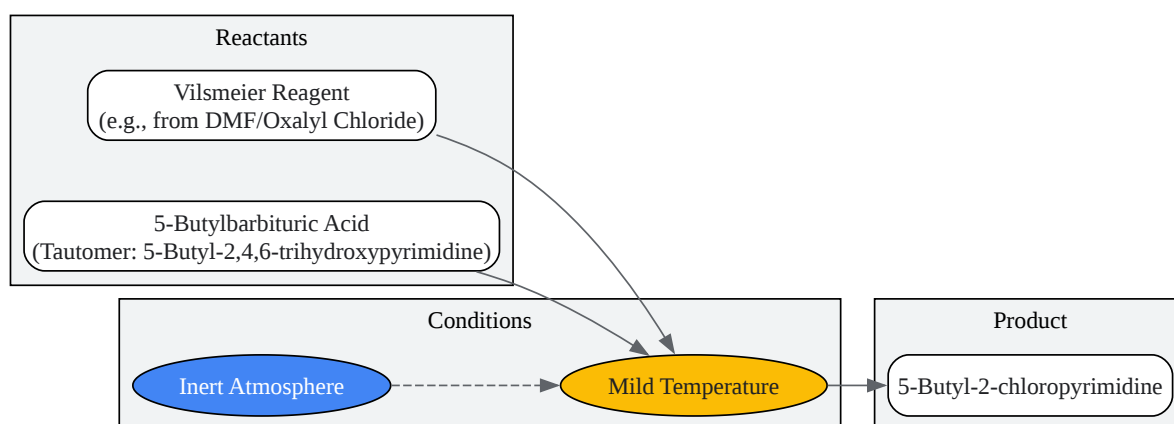 Reactants
Vilsmeier Reagent
(e.g., from DMF/Oxalyl Chloride)
5-Butylbarbituric Acid
(Tautomer: 5-Butyl-2,4,6-trihydroxypyrimidine)
Conditions
Inert Atmosphere
Mild Temperature
Product
5-Butyl-2-chloropyrimidine